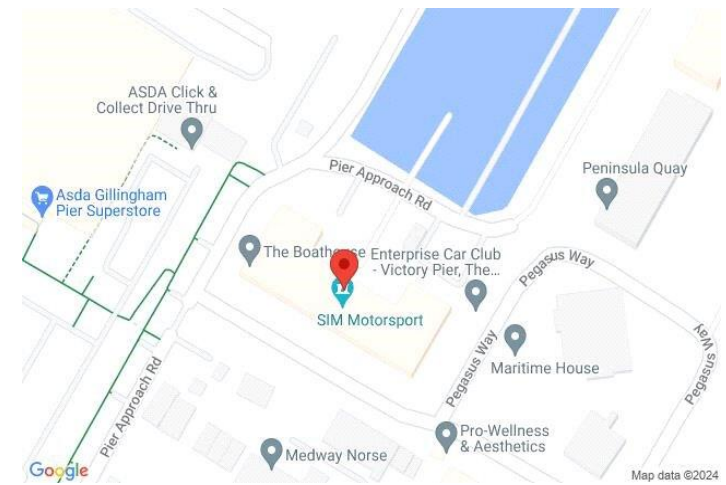 ASDA Click &
Collect Drive Thru
Pier Approach Rd
Peninsula Quay
Asda Gillingham
Pier Superstore
The Boathouse
Enterprise Car Club
- Victory Pier, The...
Pegasus Way
SIM Motorsport
Pegasus Way
Pegasus Way
Maritime House
Pier Approach Rd
Pro-Wellness
& Aesthetics
Medway Norse
Google
Map data ©2024